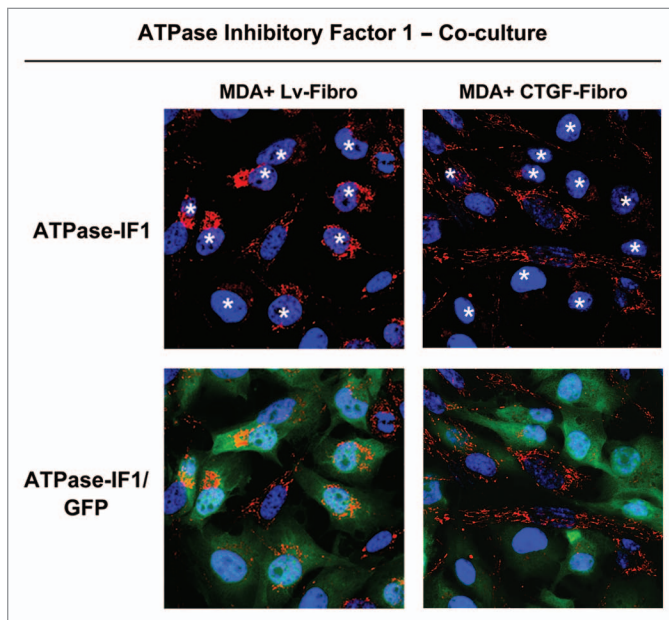 ATPase Inhibitory Factor 1 – Co-culture
MDA+ Lv-Fibro
MDA+ CTGF-Fibro
ATPase-IF1
ATPase-IF1/
GFP